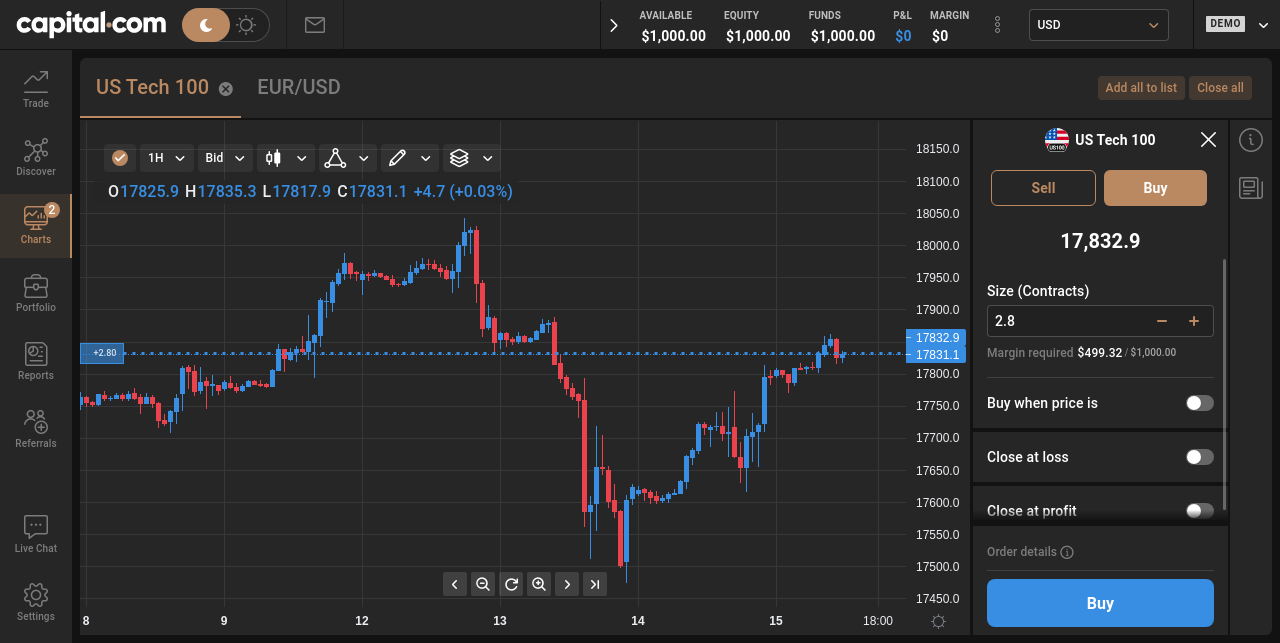 capital.com
AVAILABLE EQUITY FUNDS P&L MARGIN
$1,000.00 $1,000.00 $1,000.00 $0 $0
USD
DEMO
Trade
Discover
2
Charts
Portfolio
Reports
Referrals
Live Chat
Settings
US Tech 100 EUR/USD
Add all to list Close all
1H Bid
O17825.9 H17835.3 L17817.9 C17831.1 +4.7 (+0.03%)
+2.80
18150.0
18100.0
18050.0
18000.0
17950.0
17900.0
17832.9
17831.1
17800.0
17750.0
17700.0
17650.0
17600.0
17550.0
17500.0
17450.0
8 9 12 13 14 15 18:00
US100
US Tech 100
Sell Buy
17,832.9
Size (Contracts)
2.8
Margin required $499.32 / $1,000.00
Buy when price is
Close at loss
Close at profit
Order details
Buy